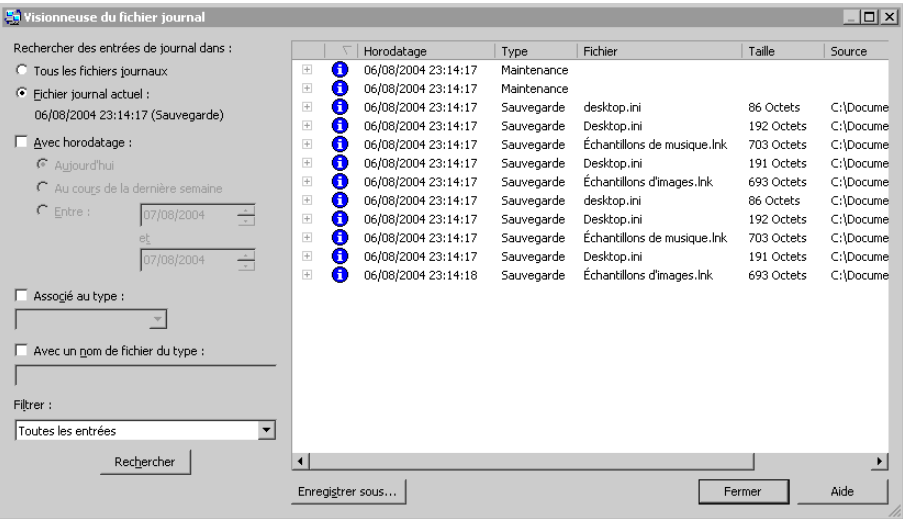 Visionneuse du fichier journal
Rechercher des entrées de journal dans :
Tous les fichiers journaux
Fichier journal actuel :
06/08/2004 23:14:17 (Sauvegarde)
Avec horodatage :
Aujourd'hui
Au cours de la dernière semaine
Entre :
07/08/2004
et
07/08/2004
Associé au type :
Avec un nom de fichier du type :
Filtrer :
Toutes les entrées
Rechercher
Horodatage Type Fichier Taille Source
06/08/2004 23:14:17 Maintenance
06/08/2004 23:14:17 Maintenance
06/08/2004 23:14:17 Sauvegarde desktop.ini 86 Octets C:\Docume
06/08/2004 23:14:17 Sauvegarde Desktop.ini 192 Octets C:\Docume
06/08/2004 23:14:17 Sauvegarde Échantillons de musique.lnk 703 Octets C:\Docume
06/08/2004 23:14:17 Sauvegarde Desktop.ini 191 Octets C:\Docume
06/08/2004 23:14:17 Sauvegarde Échantillons d'images.lnk 693 Octets C:\Docume
06/08/2004 23:14:17 Sauvegarde desktop.ini 86 Octets C:\Docume
06/08/2004 23:14:17 Sauvegarde Desktop.ini 192 Octets C:\Docume
06/08/2004 23:14:17 Sauvegarde Échantillons de musique.lnk 703 Octets C:\Docume
06/08/2004 23:14:17 Sauvegarde Desktop.ini 191 Octets C:\Docume
06/08/2004 23:14:18 Sauvegarde Échantillons d'images.lnk 693 Octets C:\Docume
Enregistrer sous...
Fermer
Aide